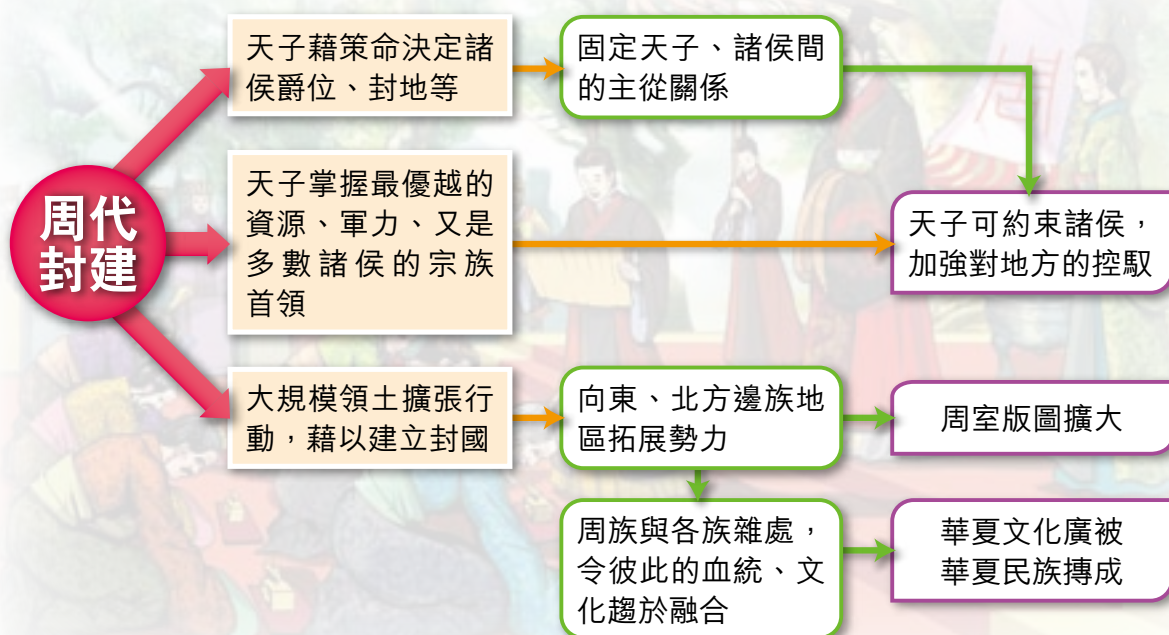 周代
封建
天子藉策命決定諸
侯爵位、封地等
固定天子、諸侯間
的主從關係
天子掌握最優越的
資源、軍力、又是
多數諸侯的宗族
首領
天子可約束諸侯，
加強對地方的控馭
大規模領土擴張行
動，藉以建立封國
向東、北方邊族地
區拓展勢力
周室版圖擴大
周族與各族雜處，
令彼此的血統、文
化趨於融合
華夏文化廣被
華夏民族摶成